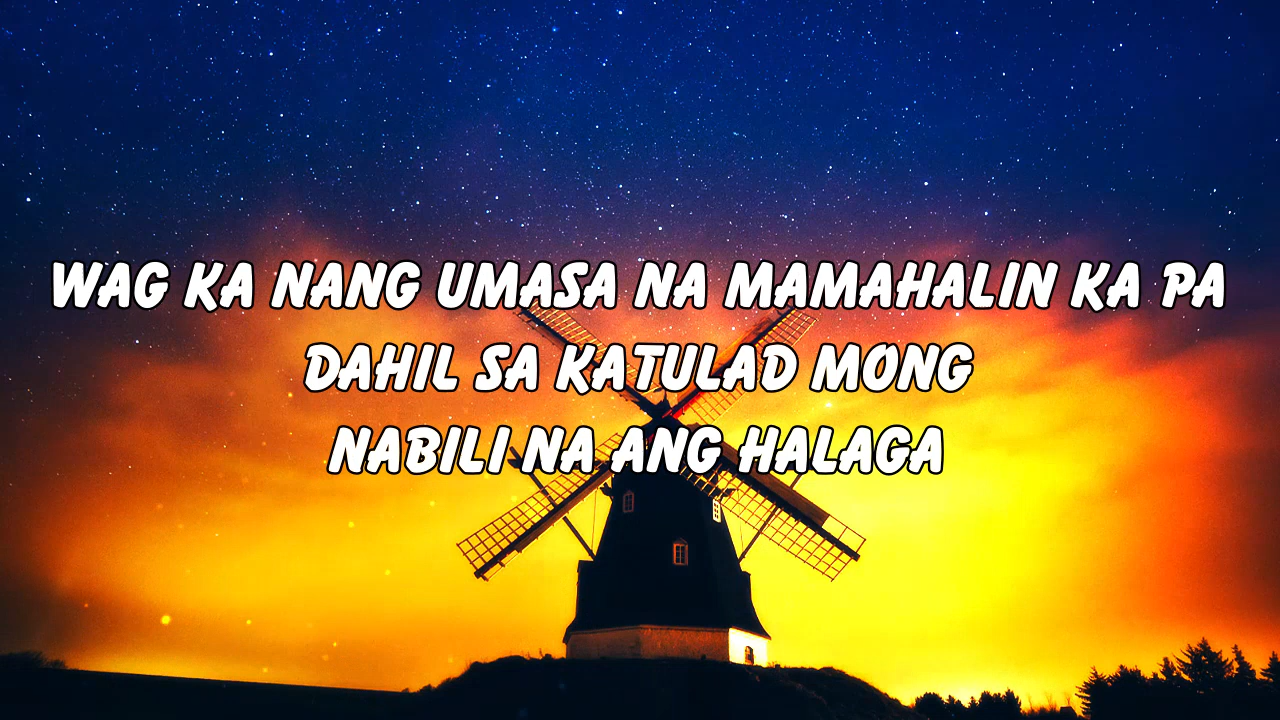 WAG KA NANG UMASA NA MAMAHALIN KA PA
DAHIL SA KATULAD MONG
NABILI NA ANG HALAGA